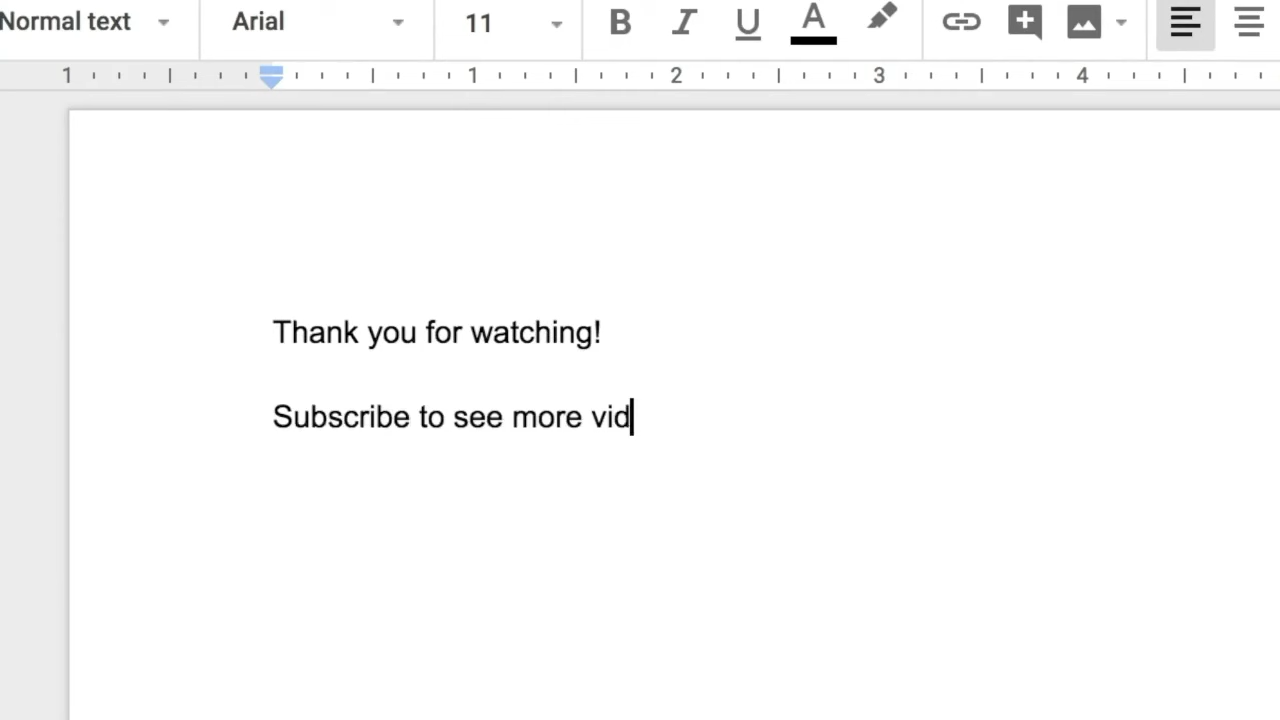 Normal text Arial 11 B I U A
1 1 2 3 4
Thank you for watching!
Subscribe to see more vid